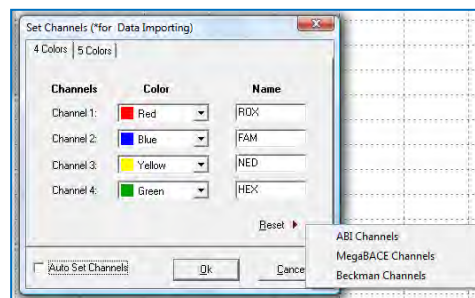 Set Channels (*for Data Importing)
4 Colors 5 Colors
Channels Color Name
Channel 1: Red ROX
Channel 2: Blue FAM
Channel 3: Yellow NED
Channel 4: Green HEX
Reset
ABI Channels
MegaBACE Channels
Beckman Channels
Auto Set Channels Ok Cance